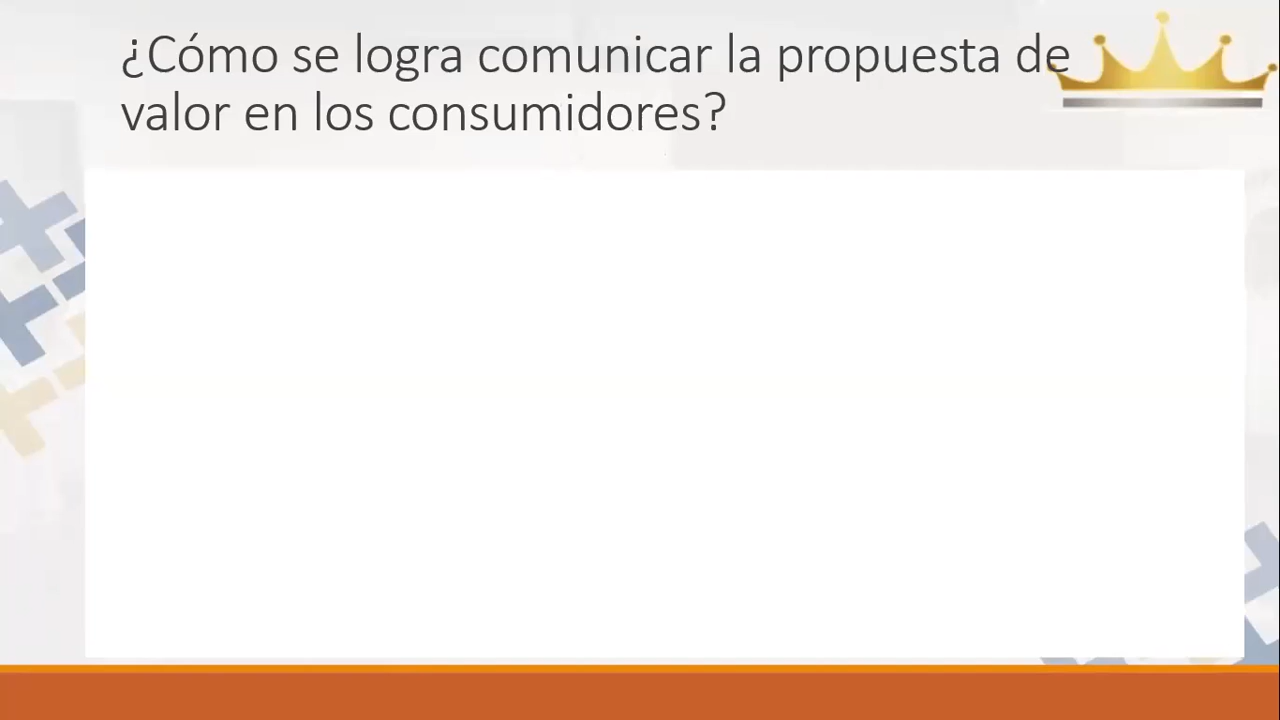 ¿Cómo se logra comunicar la propuesta de
valor en los consumidores?